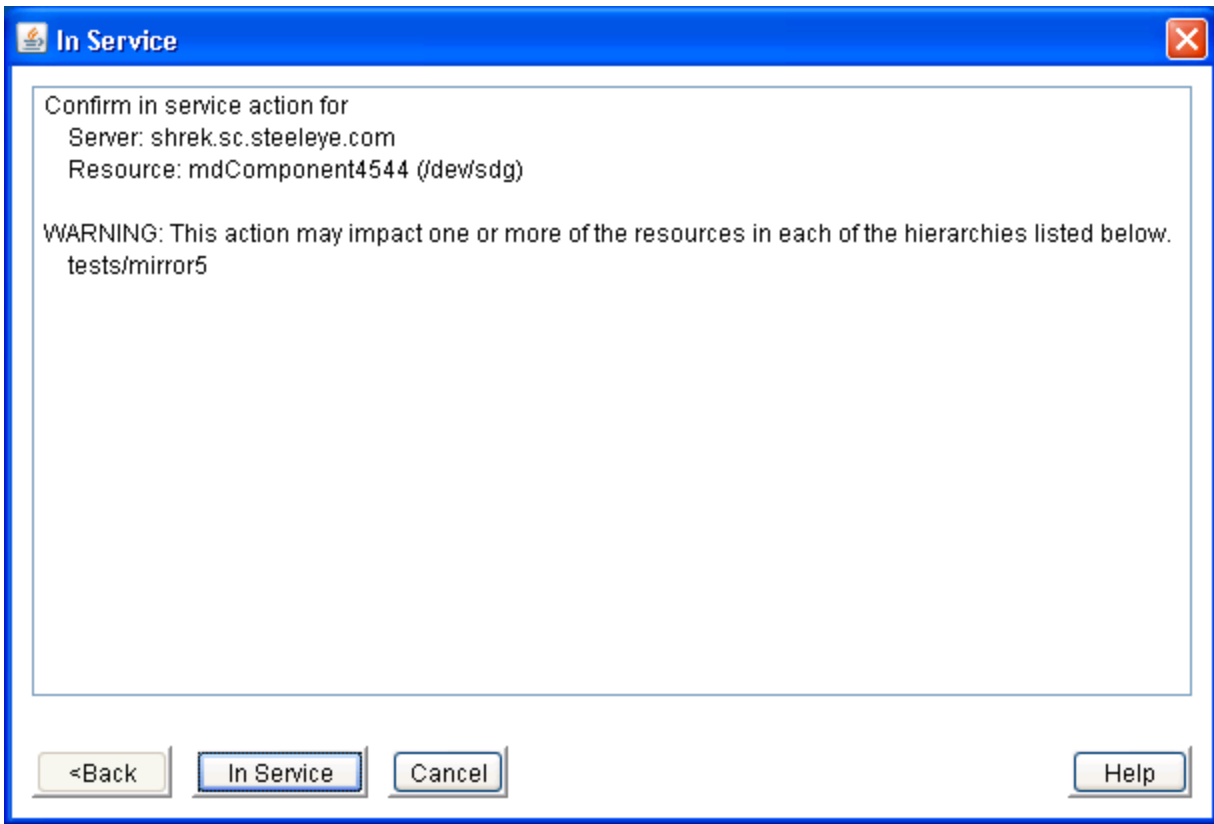 In Service
Confirm in service action for
Server: shrek.sc.steeleye.com
Resource: mdComponent4544 (/dev/sdg)
WARNING: This action may impact one or more of the resources in each of the hierarchies listed below.
tests/mirror5
<Back
In Service
Cancel
Help